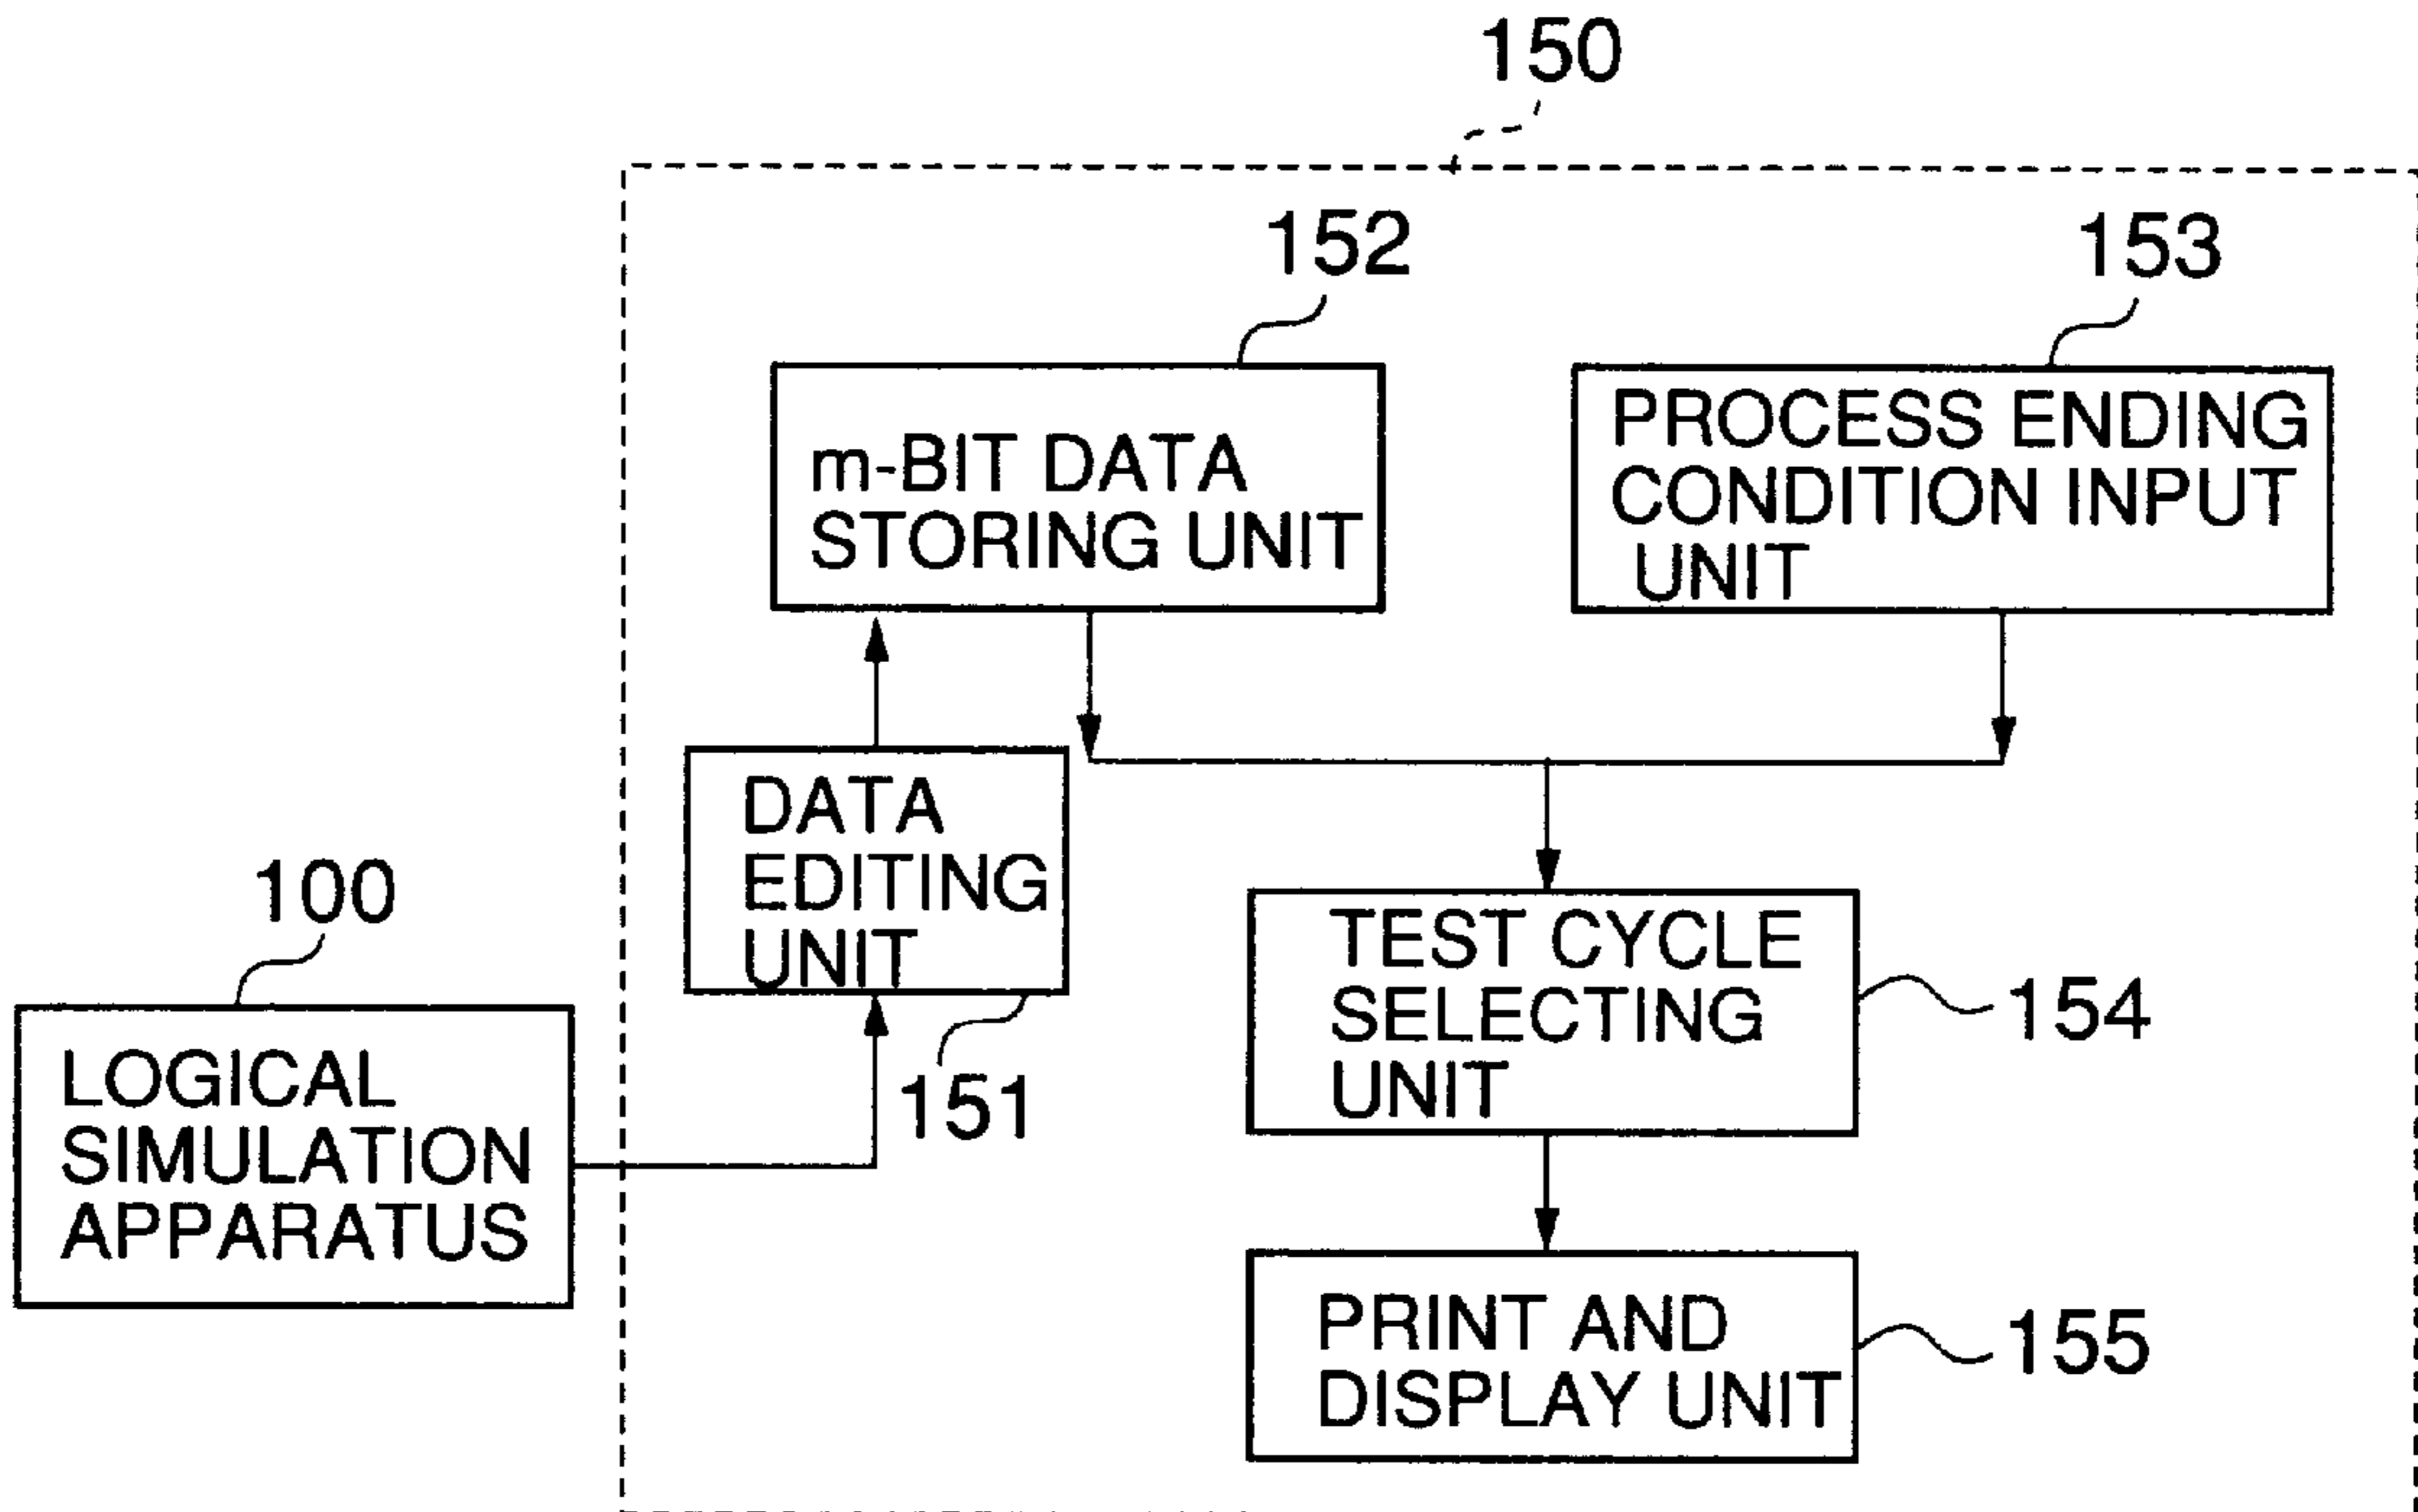 150
152
153
m-BIT DATA
STORING UNIT
PROCESS ENDING
CONDITION INPUT
UNIT
DATA
EDITING
UNIT
151
100
LOGICAL
SIMULATION
APPARATUS
TEST CYCLE
SELECTING
UNIT
154
PRINT AND
DISPLAY UNIT
155